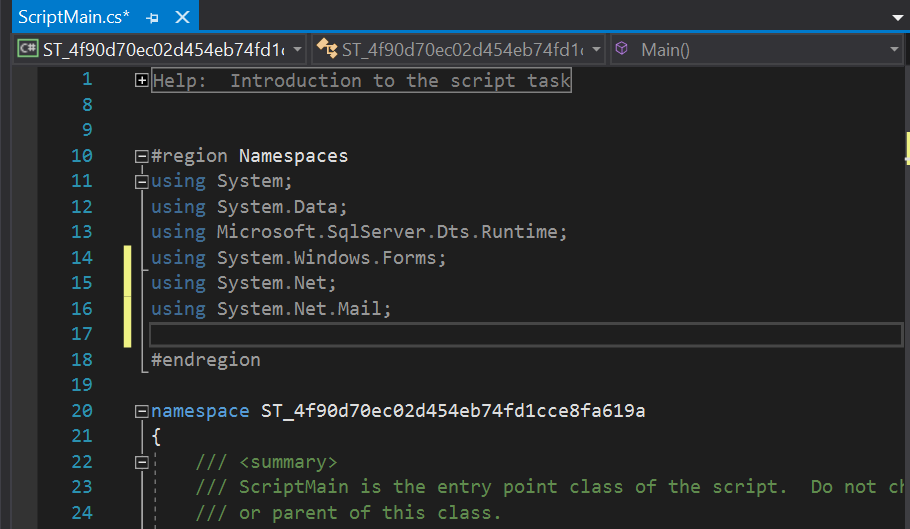 ScriptMain.cs*
C# ST_4f90d70ec02d454eb74fd1 ST_4f90d70ec02d454eb74fd1 Main()
1 Help: Introduction to the script task
8
9
10 #region Namespaces
11 using System;
12 using System.Data;
13 using Microsoft.SqlServer.Dts.Runtime;
14 using System.Windows.Forms;
15 using System.Net;
16 using System.Net.Mail;
17
18 #endregion
19
20 namespace ST_4f90d70ec02d454eb74fd1cce8fa619a
21 {
22 /// <summary>
23 /// ScriptMain is the entry point class of the script. Do not ch
24 /// or parent of this class.